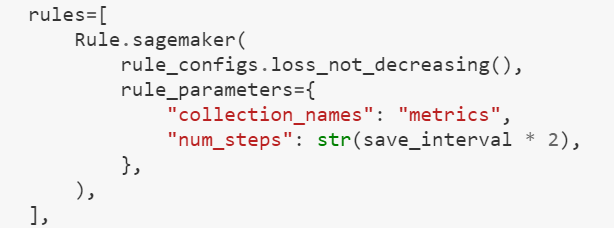 rules=[
    Rule.sagemaker(
        rule_configs.loss_not_decreasing(),
        rule_parameters={
            "collection_names": "metrics",
            "num_steps": str(save_interval * 2),
        },
    ),
],